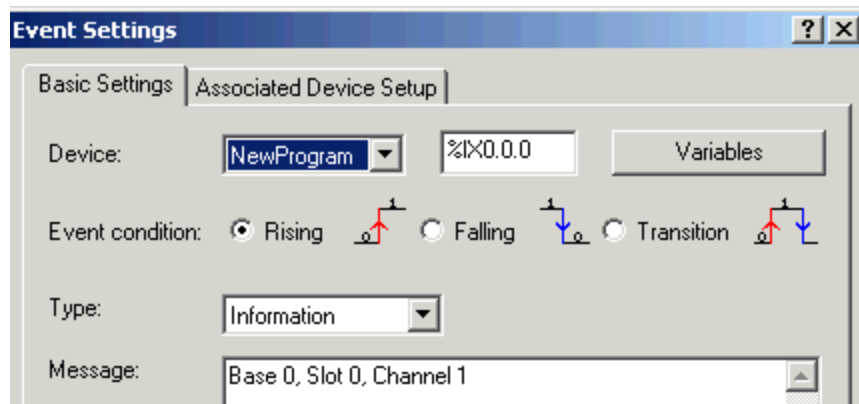 Event Settings
Basic Settings Associated Device Setup
Device: NewProgram %IX0.0.0 Variables
Event condition: Rising 0 1 Falling 1 0 Transition 0 1
Type: Information
Message: Base 0, Slot 0, Channel 1